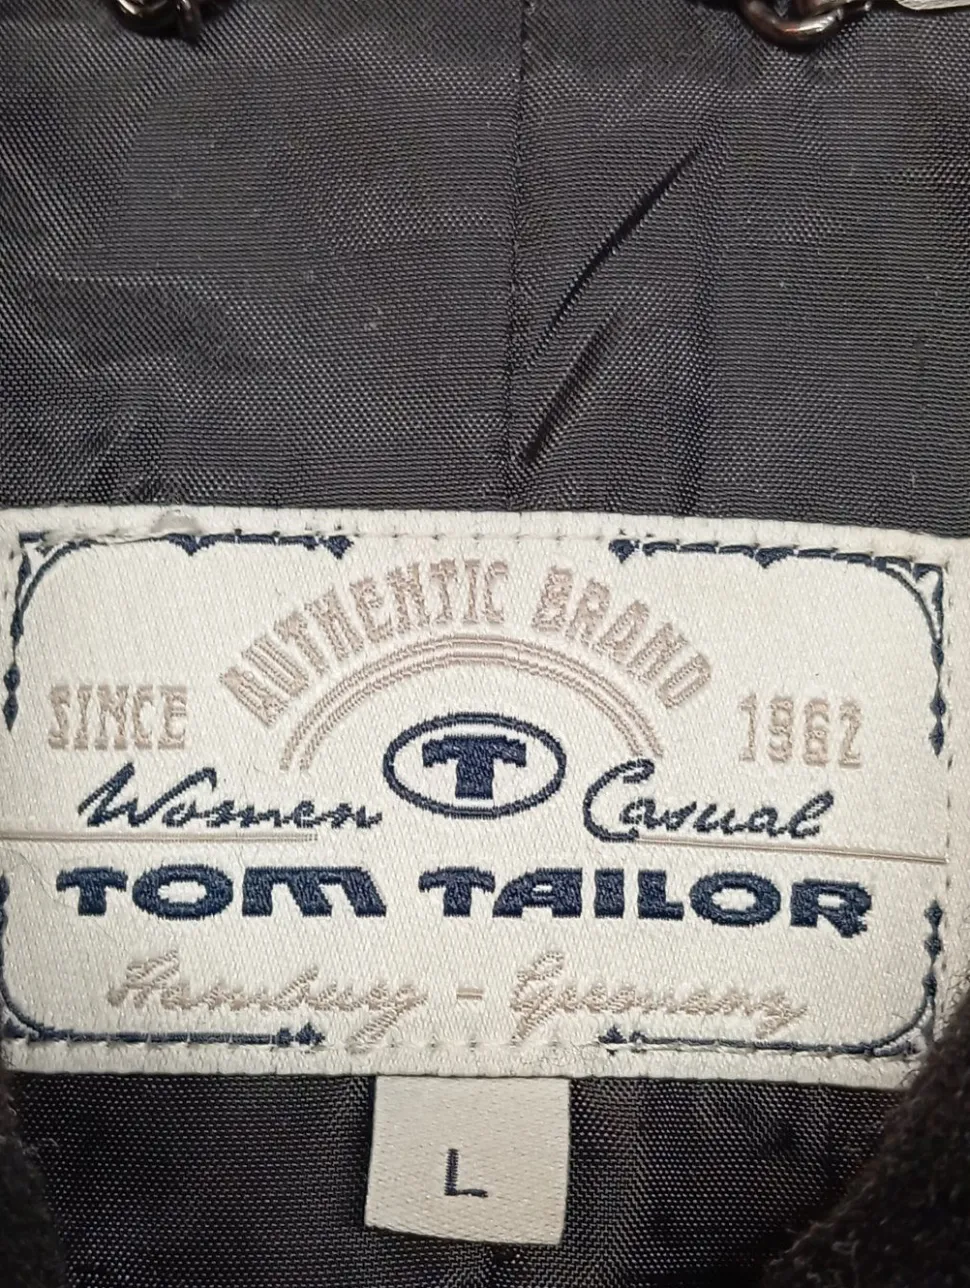 AUTHENTIC BRAND
SINCE 1962
T
Women Casual
TOM TAILOR
Hamburg - Germany
L